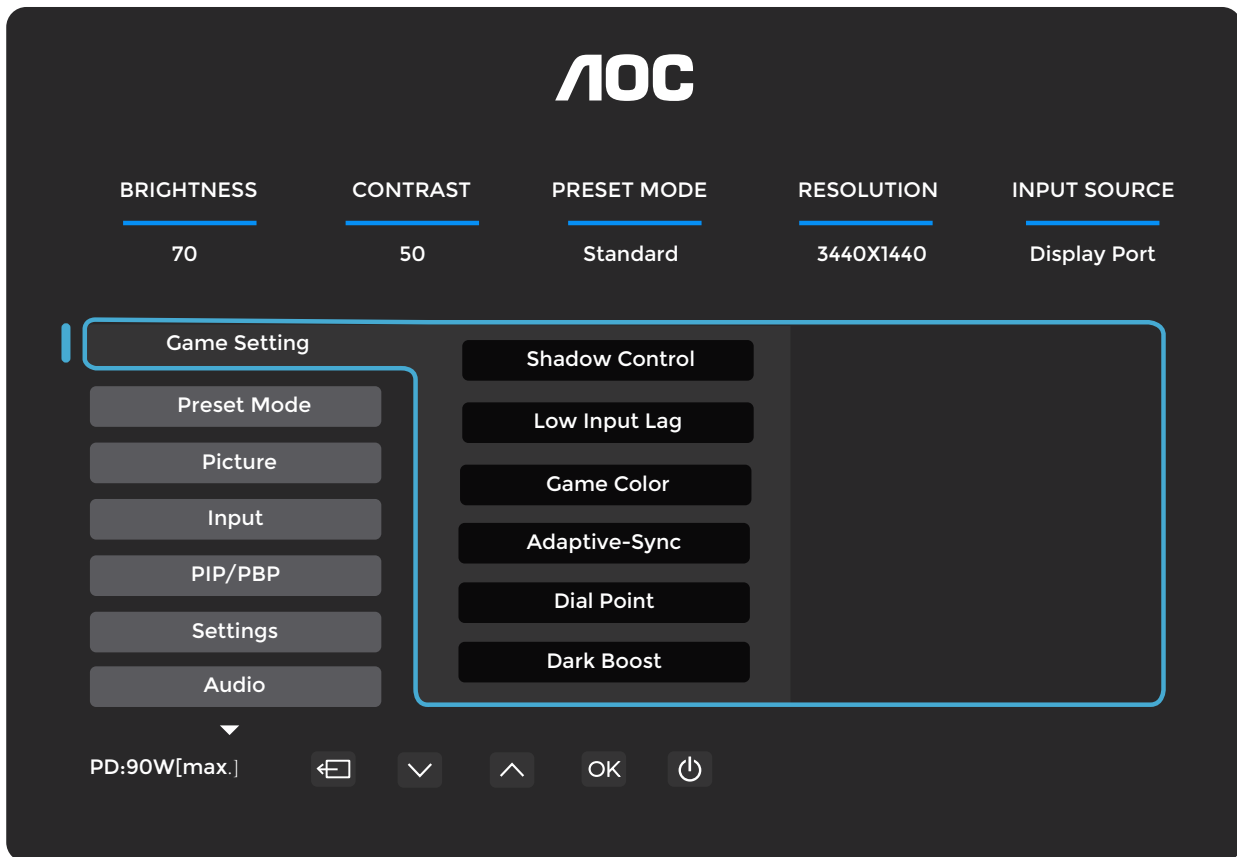 AOC
BRIGHTNESS CONTRAST PRESET MODE RESOLUTION INPUT SOURCE
70 50 Standard 3440X1440 Display Port
Game Setting
Preset Mode
Picture
Input
PIP/PBP
Settings
Audio
Shadow Control
Low Input Lag
Game Color
Adaptive-Sync
Dial Point
Dark Boost
PD:90W[max.]
OK